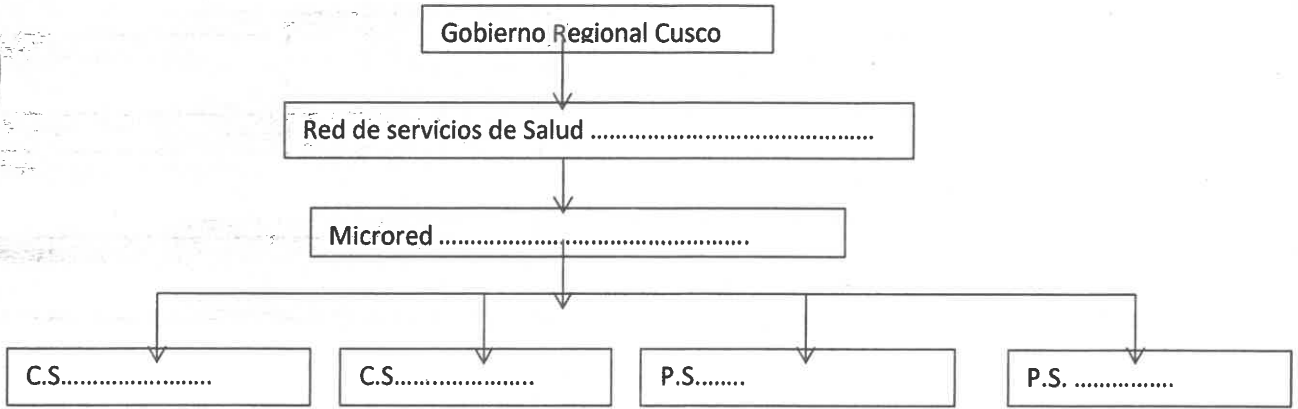 Gobierno Regional Cusco
Red de servicios de Salud ..................................................
Microred ......................................................
C.S..........................
C.S.........................
P.S........
P.S. .................